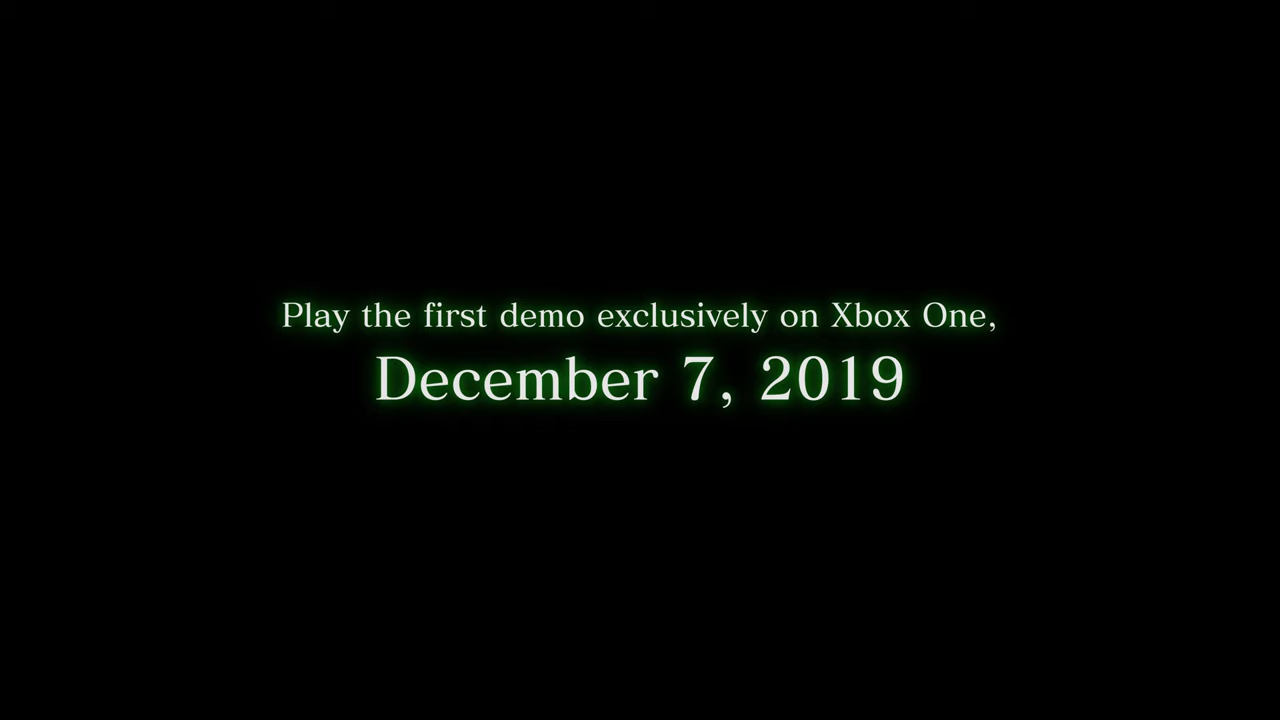 Play the first demo exclusively on Xbox One,
December 7, 2019